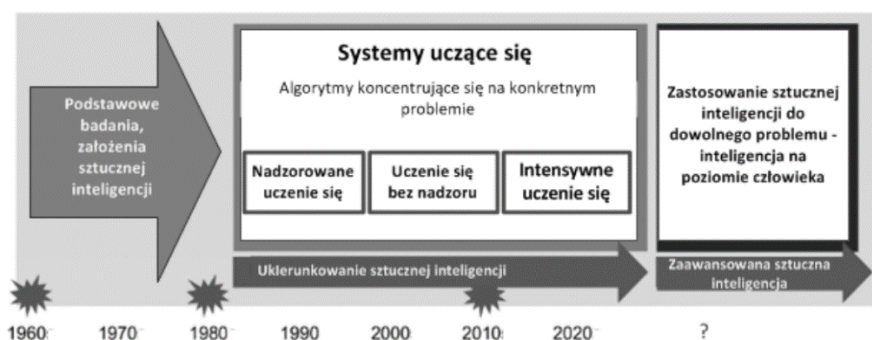 Podstawowe
badania,
założenia
sztucznej
inteligencji
Systemy uczące się
Algorytmy koncentrujące się na konkretnym
problemie
Nadzorowane
uczenie się
Uczenie się
bez nadzoru
Intensywne
uczenie się
Zastosowanie sztucznej
inteligencji do
dowolnego problemu -
inteligencja na
poziomie człowieka
Ukierunkowanie sztucznej inteligencji
Zaawansowana sztuczna
inteligencja
1960 1970 1980 1990 2000 2010 2020 ?